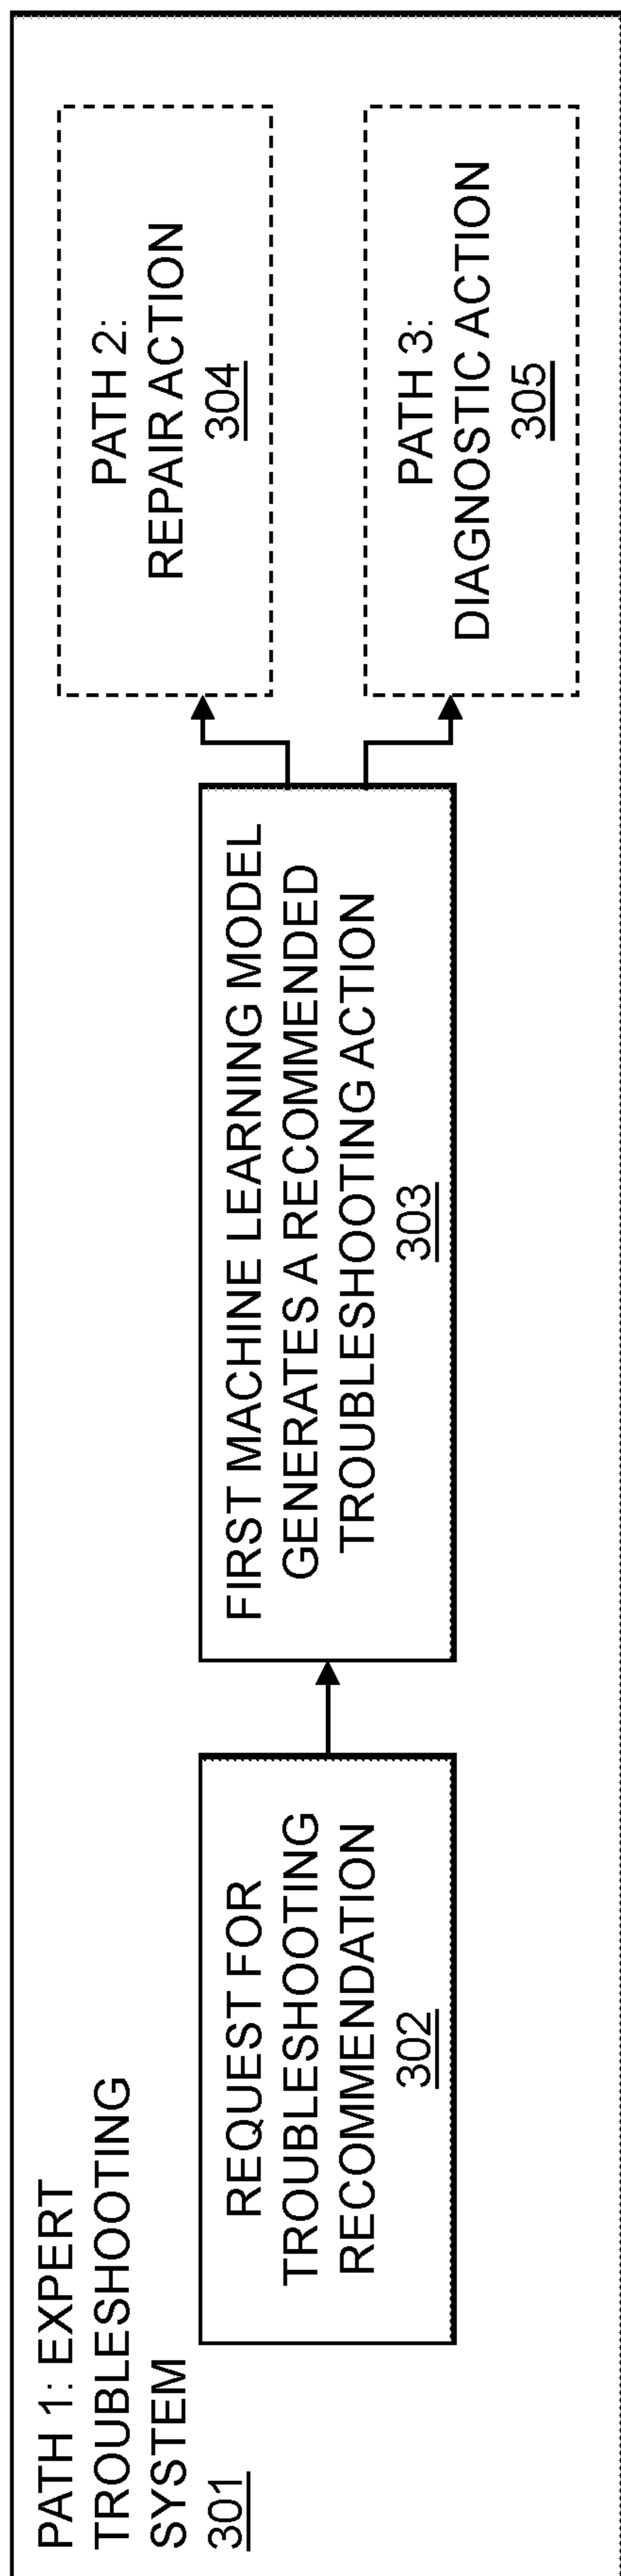 PATH 1: EXPERT
TROUBLESHOOTING
SYSTEM
301
REQUEST FOR
TROUBLESHOOTING
RECOMMENDATION
302
FIRST MACHINE LEARNING MODEL
GENERATES A RECOMMENDED
TROUBLESHOOTING ACTION
303
PATH 2:
REPAIR ACTION
304
PATH 3:
DIAGNOSTIC ACTION
305